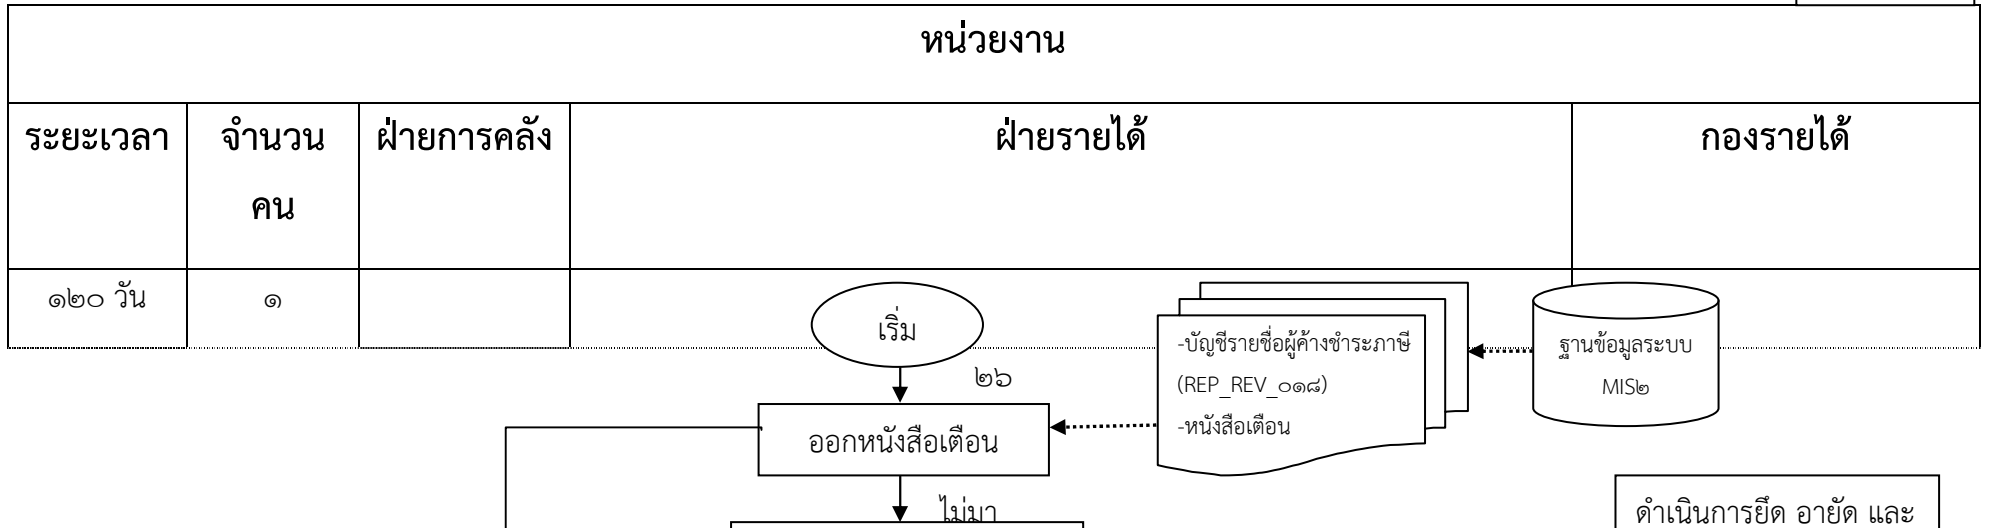 หน่วยงาน
ระยะเวลา
จำนวน
คน
ฝ่ายการคลัง
ฝ่ายรายได้
กองรายได้
๑๒๐ วัน
๑
เริ่ม
-บัญชีรายชื่อผู้ค้างชำระภาษี
(REP_REV_๐๑๘)
-หนังสือเตือน
ฐานข้อมูลระบบ
MIS๒
๒๖
ออกหนังสือเตือน
ไม่มา
ดำเนินการยึด อายัด และ